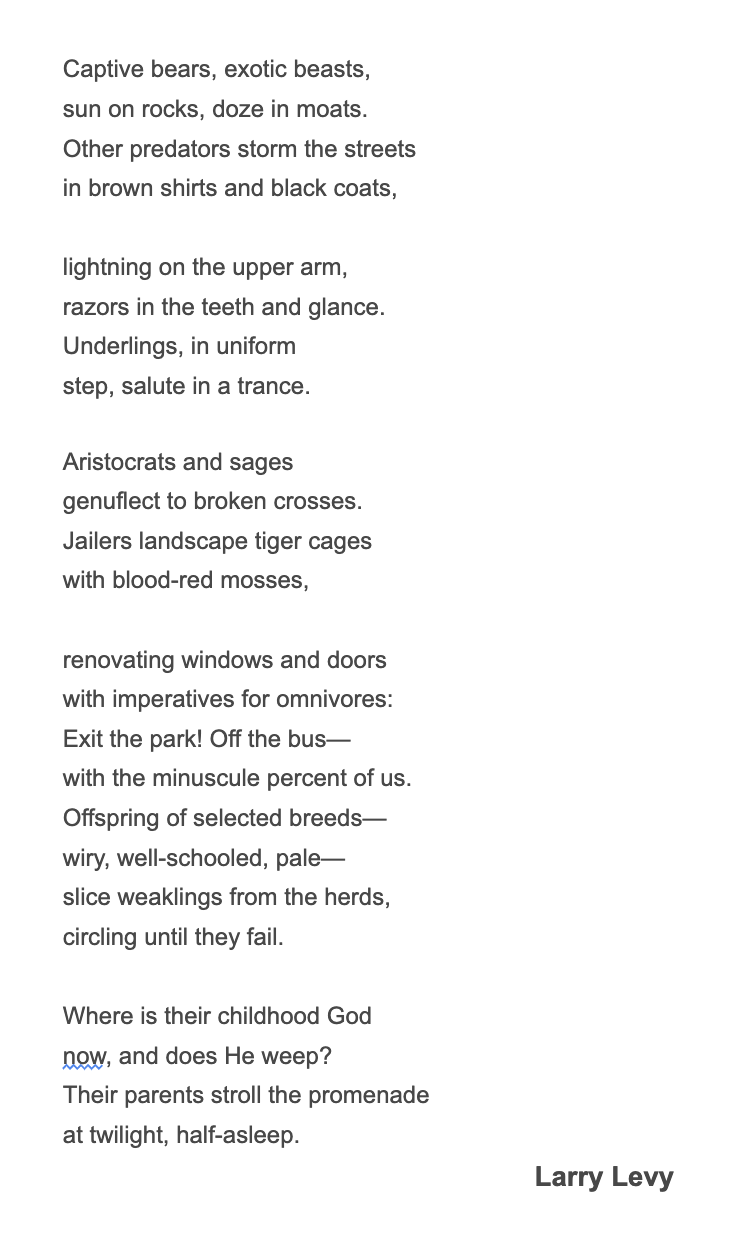 Captive bears, exotic beasts,
sun on rocks, doze in moats.
Other predators storm the streets
in brown shirts and black coats,
lightning on the upper arm,
razors in the teeth and glance.
Underlings, in uniform
step, salute in a trance.
Aristocrats and sages
genuflect to broken crosses.
Jailers landscape tiger cages
with blood-red mosses,
renovating windows and doors
with imperatives for omnivores:
Exit the park! Off the bus—
with the minuscule percent of us.
Offspring of selected breeds—
wiry, well-schooled, pale—
slice weaklings from the herds,
circling until they fail.
Where is their childhood God
now, and does He weep?
Their parents stroll the promenade
at twilight, half-asleep.
Larry Levy